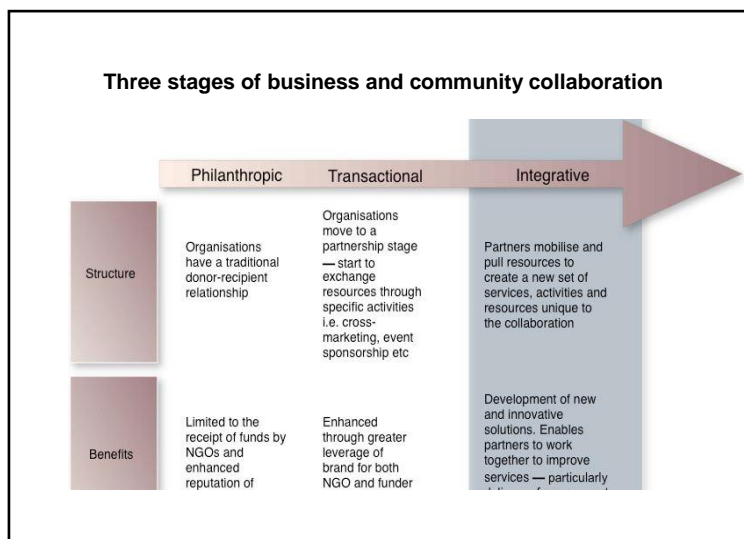 Three stages of business and community collaboration
Philanthropic
Transactional
Integrative
Structure
Organisations
have a traditional
donor-recipient
relationship
Organisations
move to a
partnership stage
— start to
exchange
resources through
specific activities
i.e. cross-
marketing, event
sponsorship etc
Partners mobilise and
pull resources to
create a new set of
services, activities and
resources unique to
the collaboration
Benefits
Limited to the
receipt of funds by
NGOs and
enhanced
reputation of
Enhanced
through greater
leverage of
brand for both
NGO and funder
Development of new
and innovative
solutions. Enables
partners to work
together to improve
services — particularly